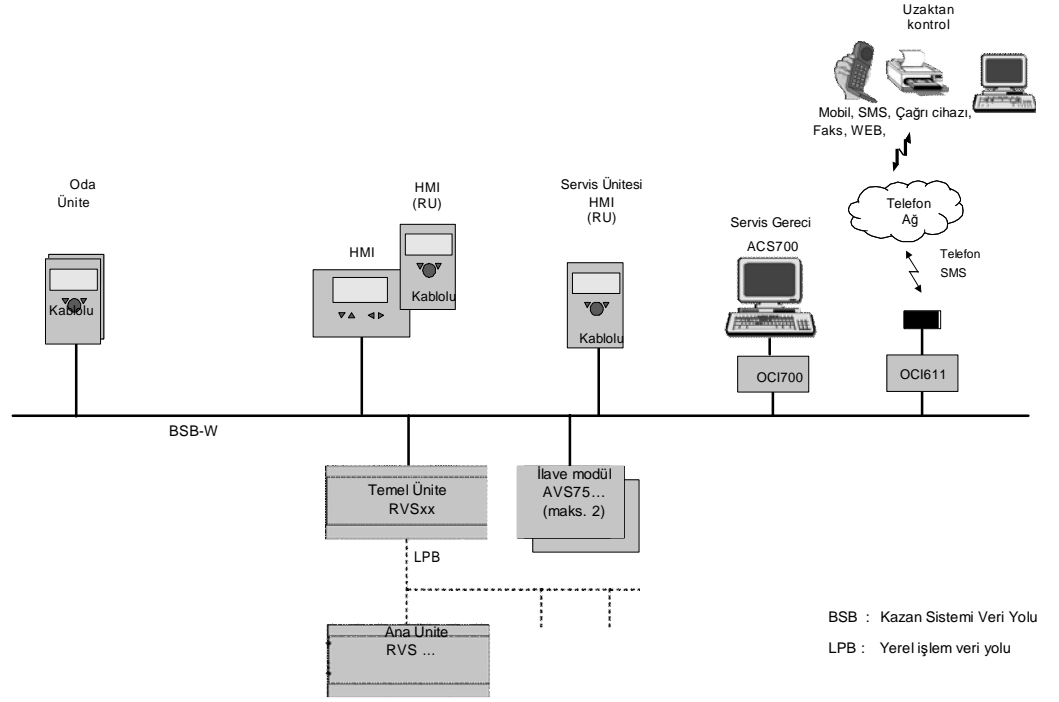 Uzaktan
kontrol
Mobil, SMS, Çağrı cihazı,
Faks, WEB,
Oda
Ünite
HMI
(RU)
Servis Ünitesi
HMI
(RU)
Telefon
Ağ
Servis Gereci
ACS700
HMI
Telefon
SMS
Kablolu
Kablolu
Kablolu
OCI700
OCI611
BSB-W
Temel Ünite
RVSxx
İlave modül
AVS75...
(maks. 2)
LPB
Ana Unite
RVS ...
BSB : Kazan Sistemi Veri Yolu
LPB : Yerel işlem veri yolu